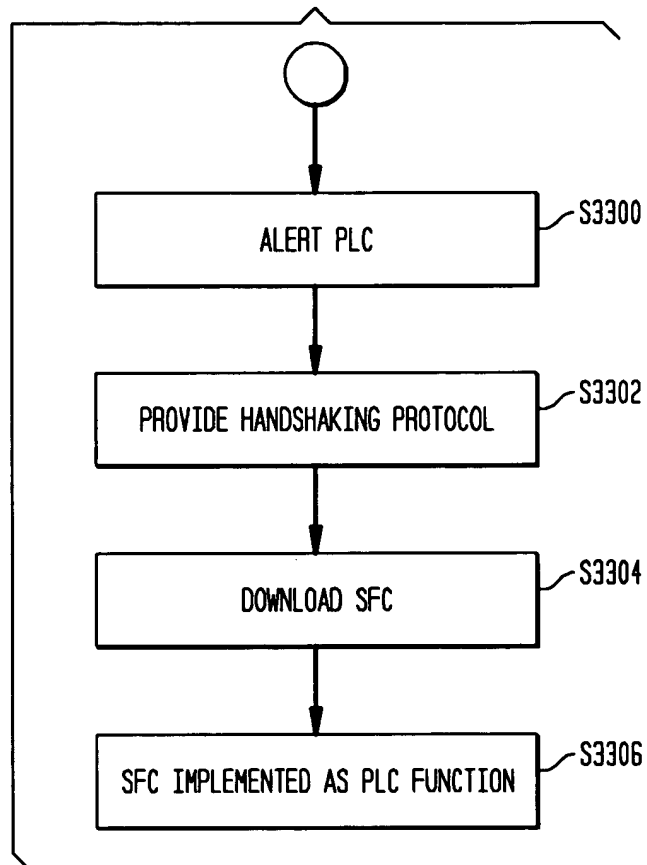 ALERT PLC
S3300
PROVIDE HANDSHAKING PROTOCOL
S3302
DOWNLOAD SFC
S3304
SFC IMPLEMENTED AS PLC FUNCTION
S3306